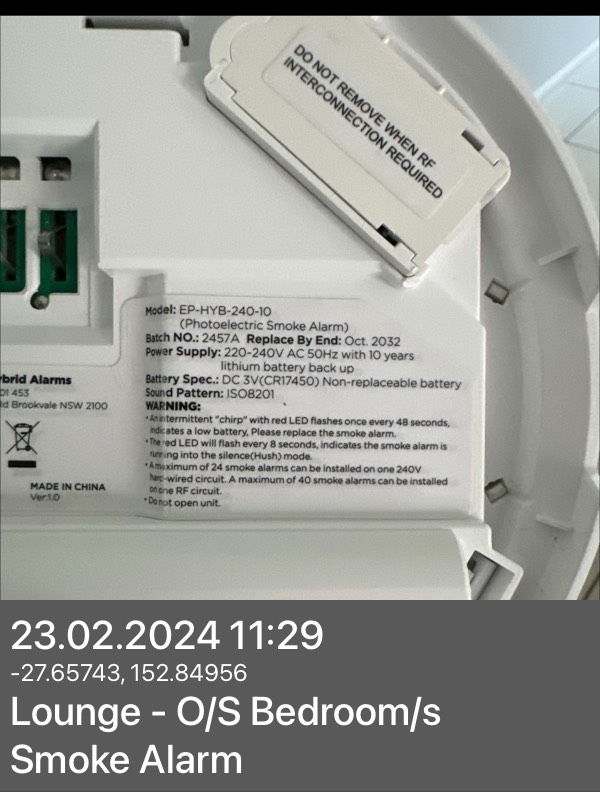 DO NOT REMOVE WHEN RF
INTERCONNECTION REQUIRED
Model: EP-HYB-240-10
(Photoelectric Smoke Alarm)
Batch NO.: 2457A Replace By End: Oct. 2032
Power Supply: 220-240V AC 50Hz with 10 years
lithium battery back up
Battery Spec.: DC 3V(CR17450) Non-replaceable battery
Sound Pattern: ISO8201
WARNING:
•An intermittent "chirp" with red LED flashes once every 48 seconds,
indicates a low battery, Please replace the smoke alarm.
•The red LED will flash every 8 seconds, indicates the smoke alarm is
running into the silence(Hush) mode.
•A maximum of 24 smoke alarms can be installed on one 240V
hard-wired circuit. A maximum of 40 smoke alarms can be installed
on one RF circuit.
•Do not open unit.
brid Alarms
01 453
Rd Brookvale NSW 2100
MADE IN CHINA
Ver:1.0
23.02.2024 11:29
-27.65743, 152.84956
Lounge - O/S Bedroom/s
Smoke Alarm